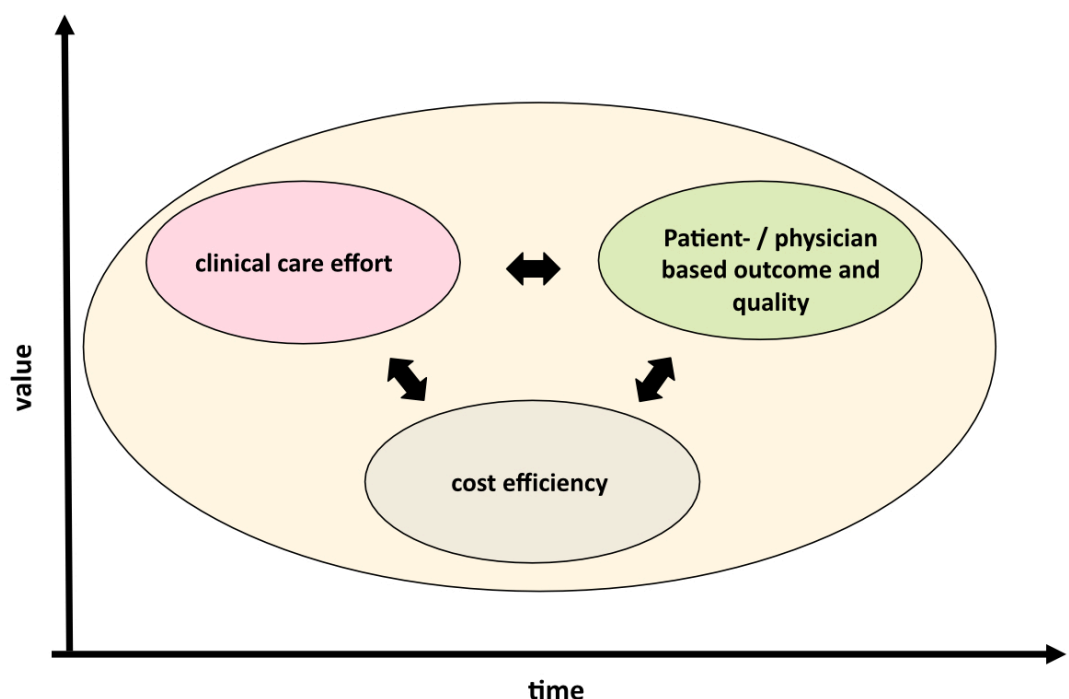 value
clinical care effort
Patient- / physician
based outcome and
quality
cost efficiency
time